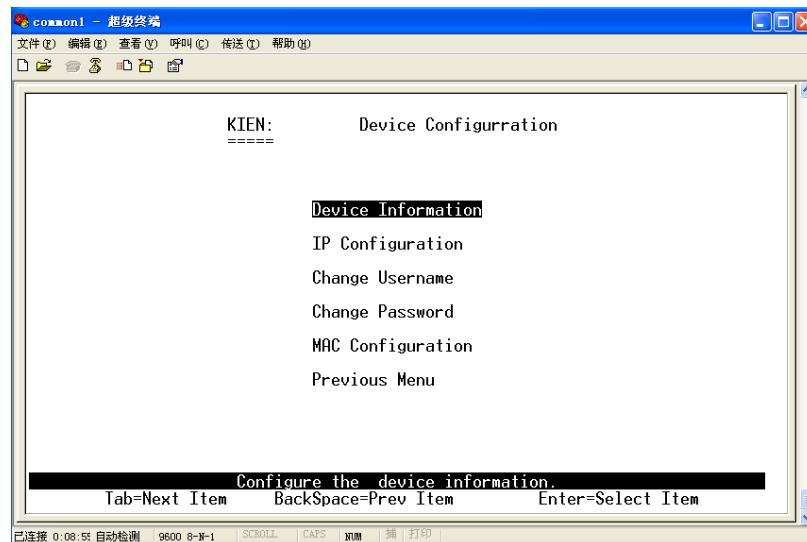 common1 - 超级终端
文件(F) 编辑(E) 查看(V) 呼叫(C) 传送(T) 帮助(H)
KIEN: Device Configurration
=====
Device Information
IP Configuration
Change Username
Change Password
MAC Configuration
Previous Menu
Configure the device information.
Tab=Next Item BackSpace=Prev Item Enter=Select Item
已连接 0:08:55 自动检测 9600 8-N-1 SCROLL CAPS NUM 捕 打印